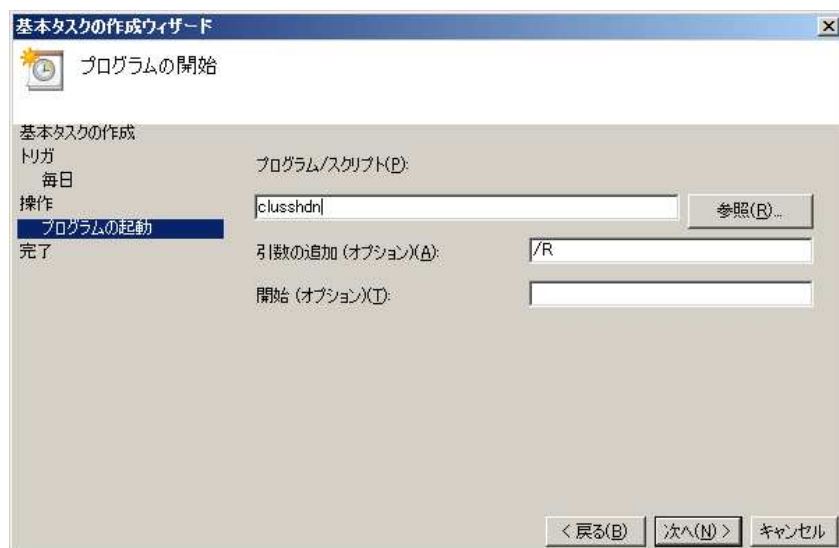 基本タスクの作成ウィザード
プログラムの開始
基本タスクの作成
トリガ
毎日
操作
プログラムの起動
完了
プログラム/スクリプト(P):
clusshdn
参照(R)...
引数の追加 (オプション)(A):
/R
開始 (オプション)(T):
< 戻る(B)
次へ(N) >
キャンセル